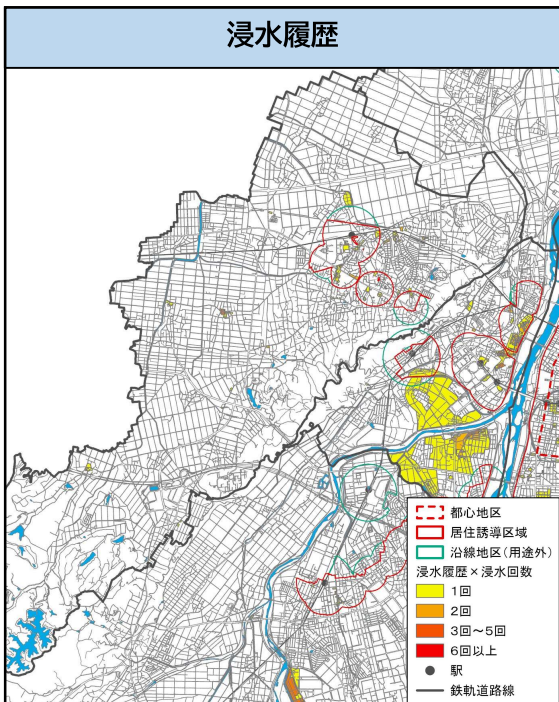 浸水履歴
都心地区
居住誘導区域
沿線地区(用途外)
浸水履歴×浸水回数
1回
2回
3回～5回
6回以上
駅
鉄軌道路線